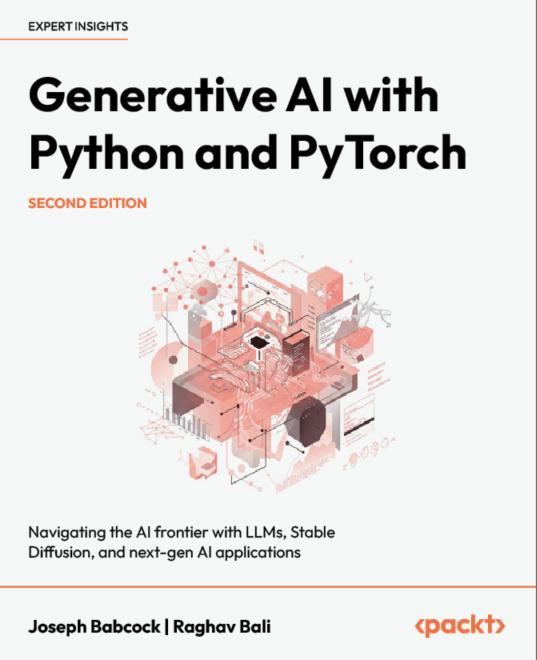 EXPERT INSIGHTS
Generative AI with
Python and PyTorch
SECOND EDITION
Navigating the AI frontier with LLMs, Stable
Diffusion, and next-gen AI applications
Joseph Babcock | Raghav Bali
<packt>